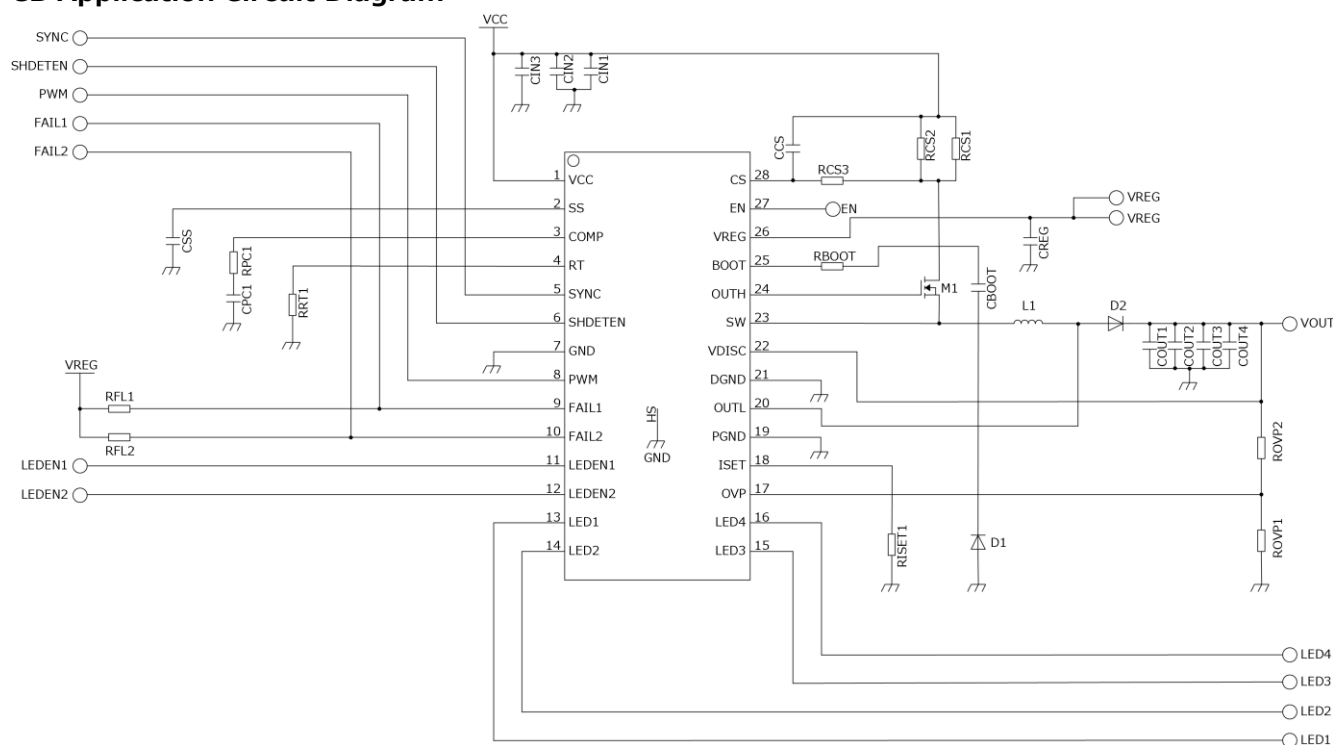 VCC
SYNC
SHDETEN
PWM
FAIL1
FAIL2
CIN3
CIN2
CIN1
CCS
RCS2
RCS1
RCS3
1 VCC
2 SS
3 COMP
4 RT
5 SYNC
6 SHDETEN
7 GND
8 PWM
9 FAIL1
10 FAIL2
11 LEDEN1
12 LEDEN2
13 LED1
14 LED2
CS 28
EN 27
VREG 26
BOOT 25
OUTH 24
SW 23
VDISC 22
DGND 21
OUTL 20
PGND 19
ISET 18
OVP 17
LED4 16
LED3 15
HS
GND
EN
VREG
VREG
CREG
RBOOT
CBOOT
M1
L1
D2
COUT1
COUT2
COUT3
COUT4
VOUT
CSS
RPC1
CPC1
RRT1
VREG
RFL1
RFL2
LEDEN1
LEDEN2
ROVP2
ROVP1
RISET1
D1
LED4
LED3
LED2
LED1